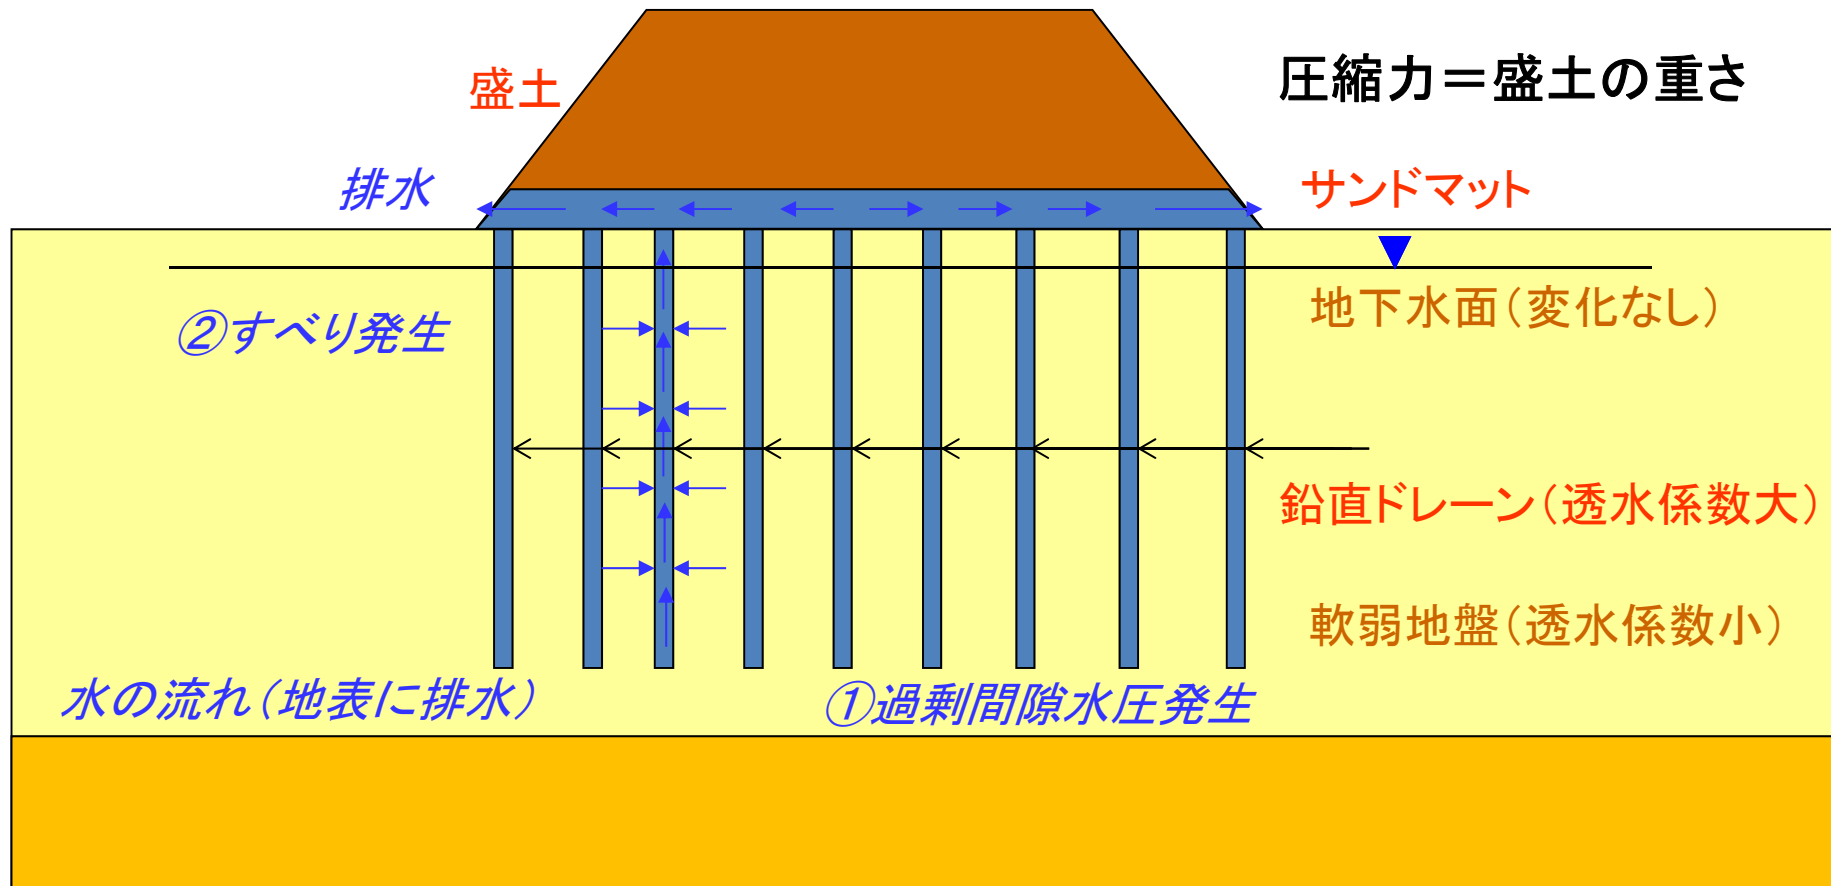 圧縮力＝盛土の重さ
盛土
排水
サンドマット
地下水面（変化なし）
②すべり発生
鉛直ドレーン（透水係数大）
軟弱地盤（透水係数小）
水の流れ（地表に排水）
①過剰間隙水圧発生